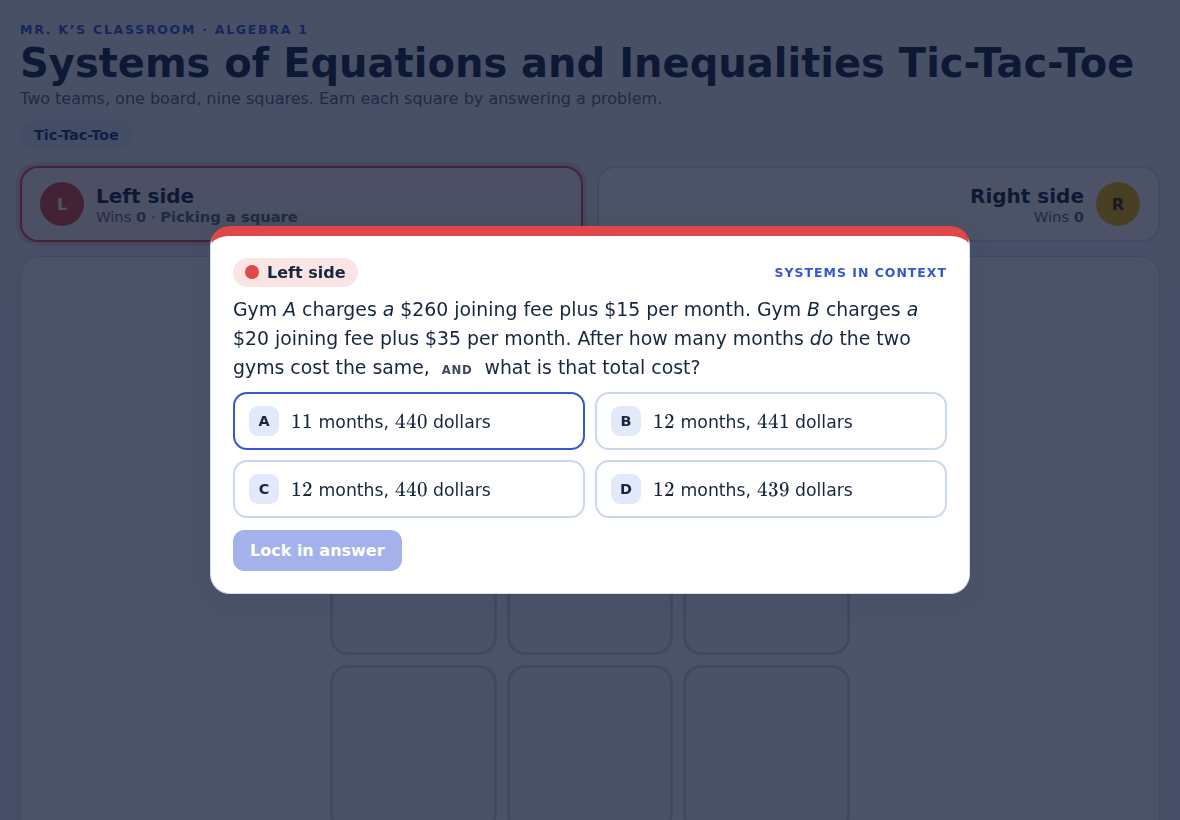 MR. K’S CLASSROOM · ALGEBRA 1
Systems of Equations and Inequalities Tic-Tac-Toe
Two teams, one board, nine squares. Earn each square by answering a problem.
Tic-Tac-Toe
L
Left side
Wins 0 · Picking a square
Right side
Wins 0
R
Left side
SYSTEMS IN CONTEXT
Gym A charges a $260 joining fee plus $15 per month. Gym B charges a
$20 joining fee plus $35 per month. After how many months do the two
gyms cost the same, AND what is that total cost?
A 11 months, 440 dollars
B 12 months, 441 dollars
C 12 months, 440 dollars
D 12 months, 439 dollars
Lock in answer